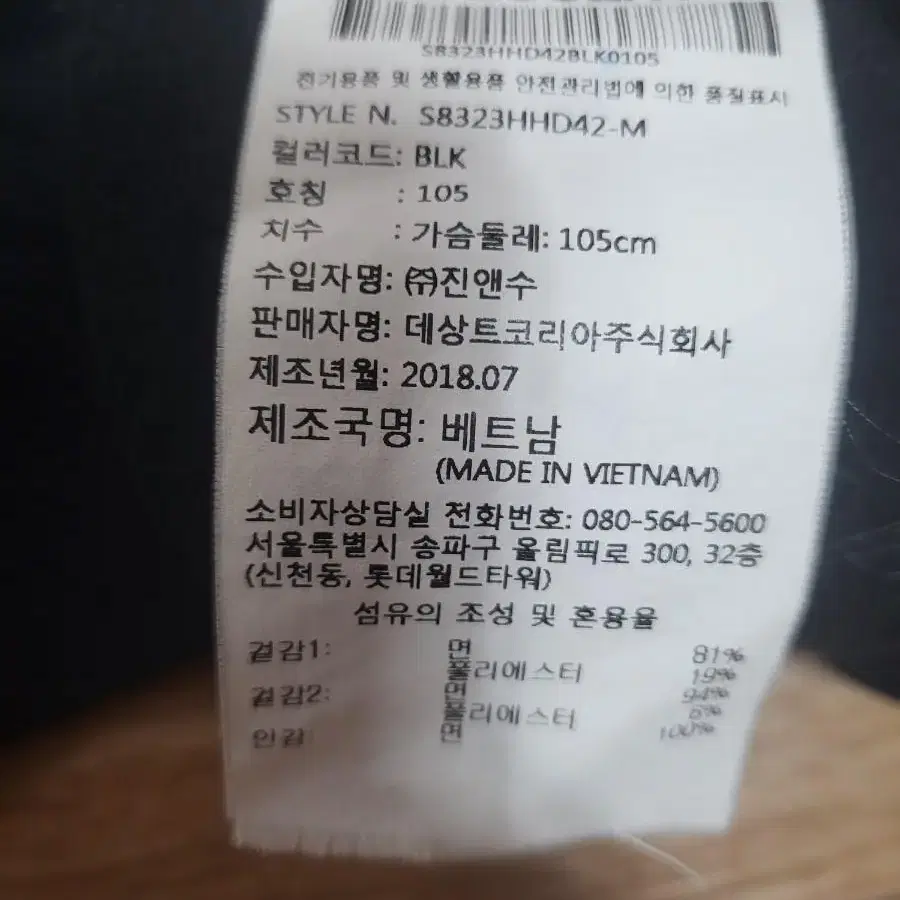 S8323HHD42BLK0105
전기용품 및 생활용품 안전관리법에 의한 품질표시
STYLE N. S8323HHD42-M
컬러코드: BLK
호칭 : 105
치수 : 가슴둘레: 105cm
수입자명: ㈜진앤수
판매자명: 데상트코리아주식회사
제조년월: 2018.07
제조국명: 베트남
(MADE IN VIETNAM)
소비자상담실 전화번호: 080-564-5600
서울특별시 송파구 올림픽로 300, 32층
(신천동, 롯데월드타워)
섬유의 조성 및 혼용율
겉감1: 면 81%
폴리에스터 19%
겉감2: 면 94%
폴리에스터 6%
안감 면 100%